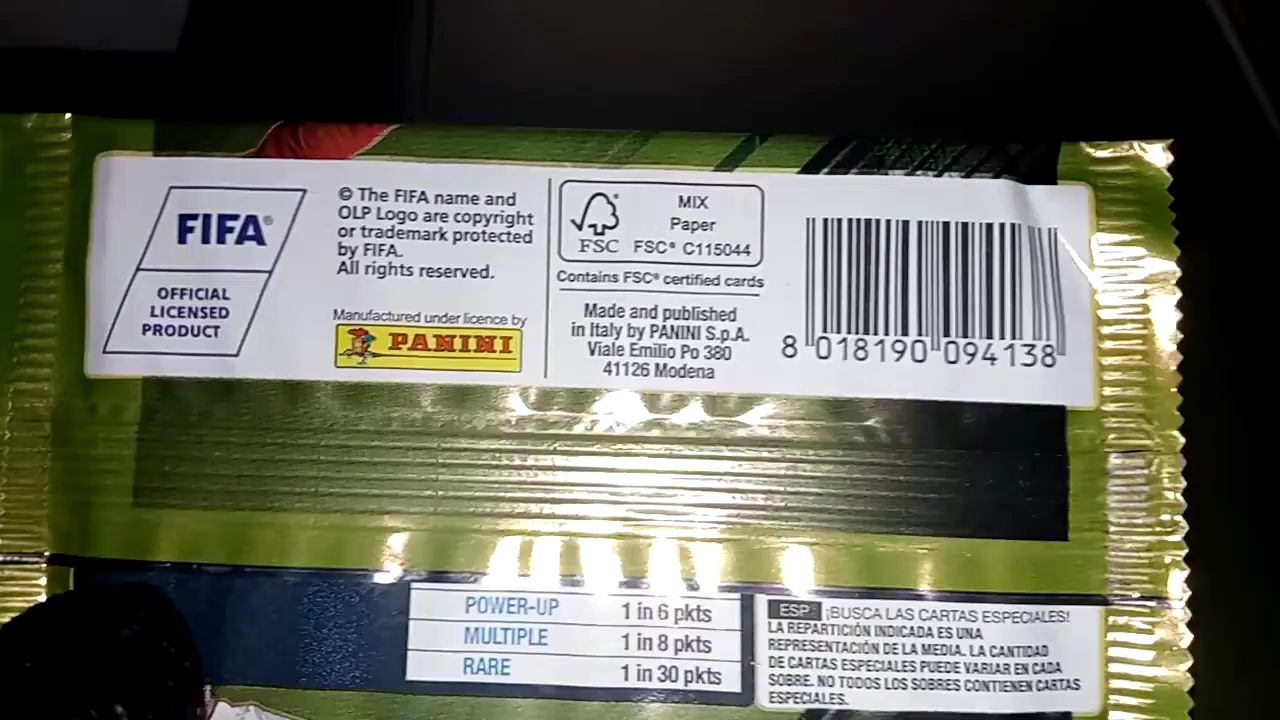 FIFA®
OFFICIAL
LICENSED
PRODUCT
© The FIFA name and
OLP Logo are copyright
or trademark protected
by FIFA.
All rights reserved.
Manufactured under licence by
PANINI
FSC
MIX
Paper
FSC® C115044
Contains FSC® certified cards
Made and published
in Italy by PANINI S.p.A.
Viale Emilio Po 380
41126 Modena
8 018190 094138
POWER-UP 1 in 6 pkts
MULTIPLE 1 in 8 pkts
RARE 1 in 30 pkts
ESP ¡BUSCA LAS CARTAS ESPECIALES!
LA REPARTICIÓN INDICADA ES UNA
REPRESENTACIÓN DE LA MEDIA. LA CANTIDAD
DE CARTAS ESPECIALES PUEDE VARIAR EN CADA
SOBRE. NO TODOS LOS SOBRES CONTIENEN CARTAS
ESPECIALES.